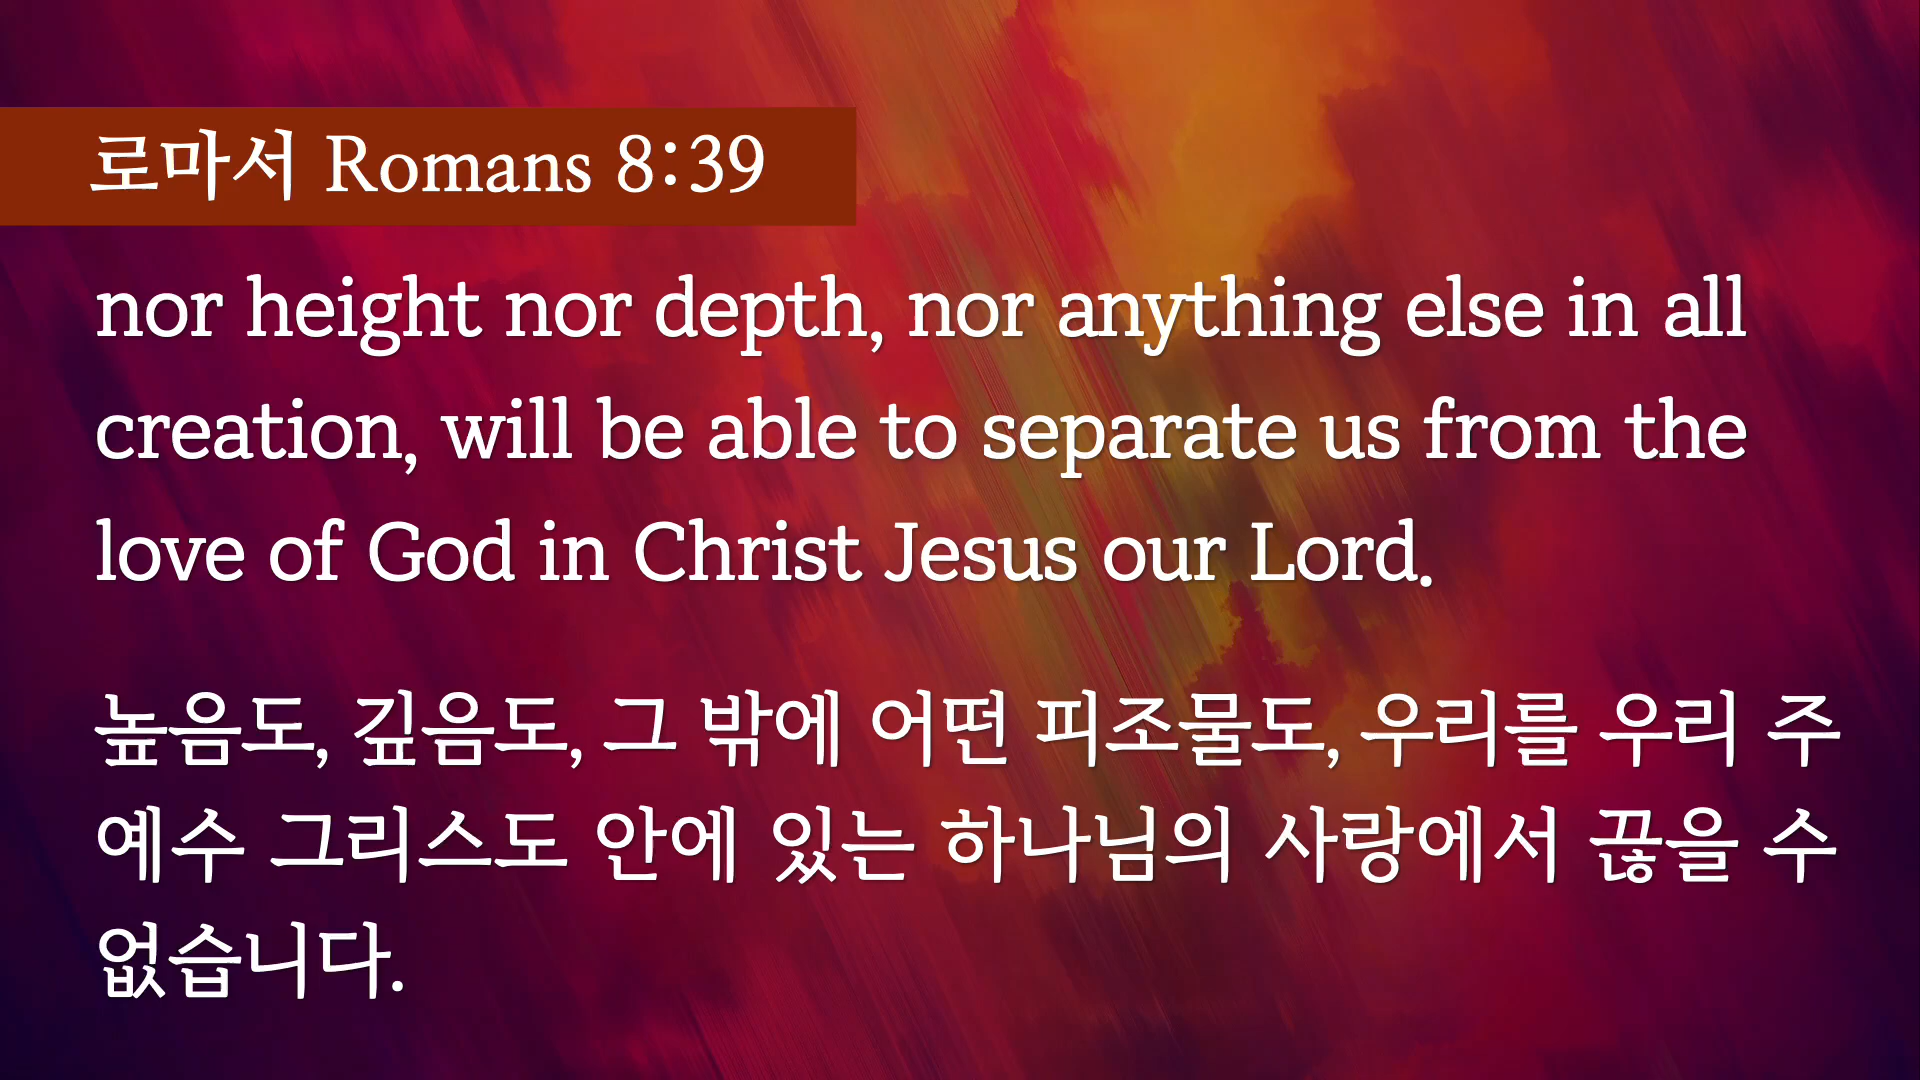 로마서 Romans 8:39
nor height nor depth, nor anything else in all
creation, will be able to separate us from the
love of God in Christ Jesus our Lord.
높음도, 깊음도, 그 밖에 어떤 피조물도, 우리를 우리 주
예수 그리스도 안에 있는 하나님의 사랑에서 끊을 수
없습니다.